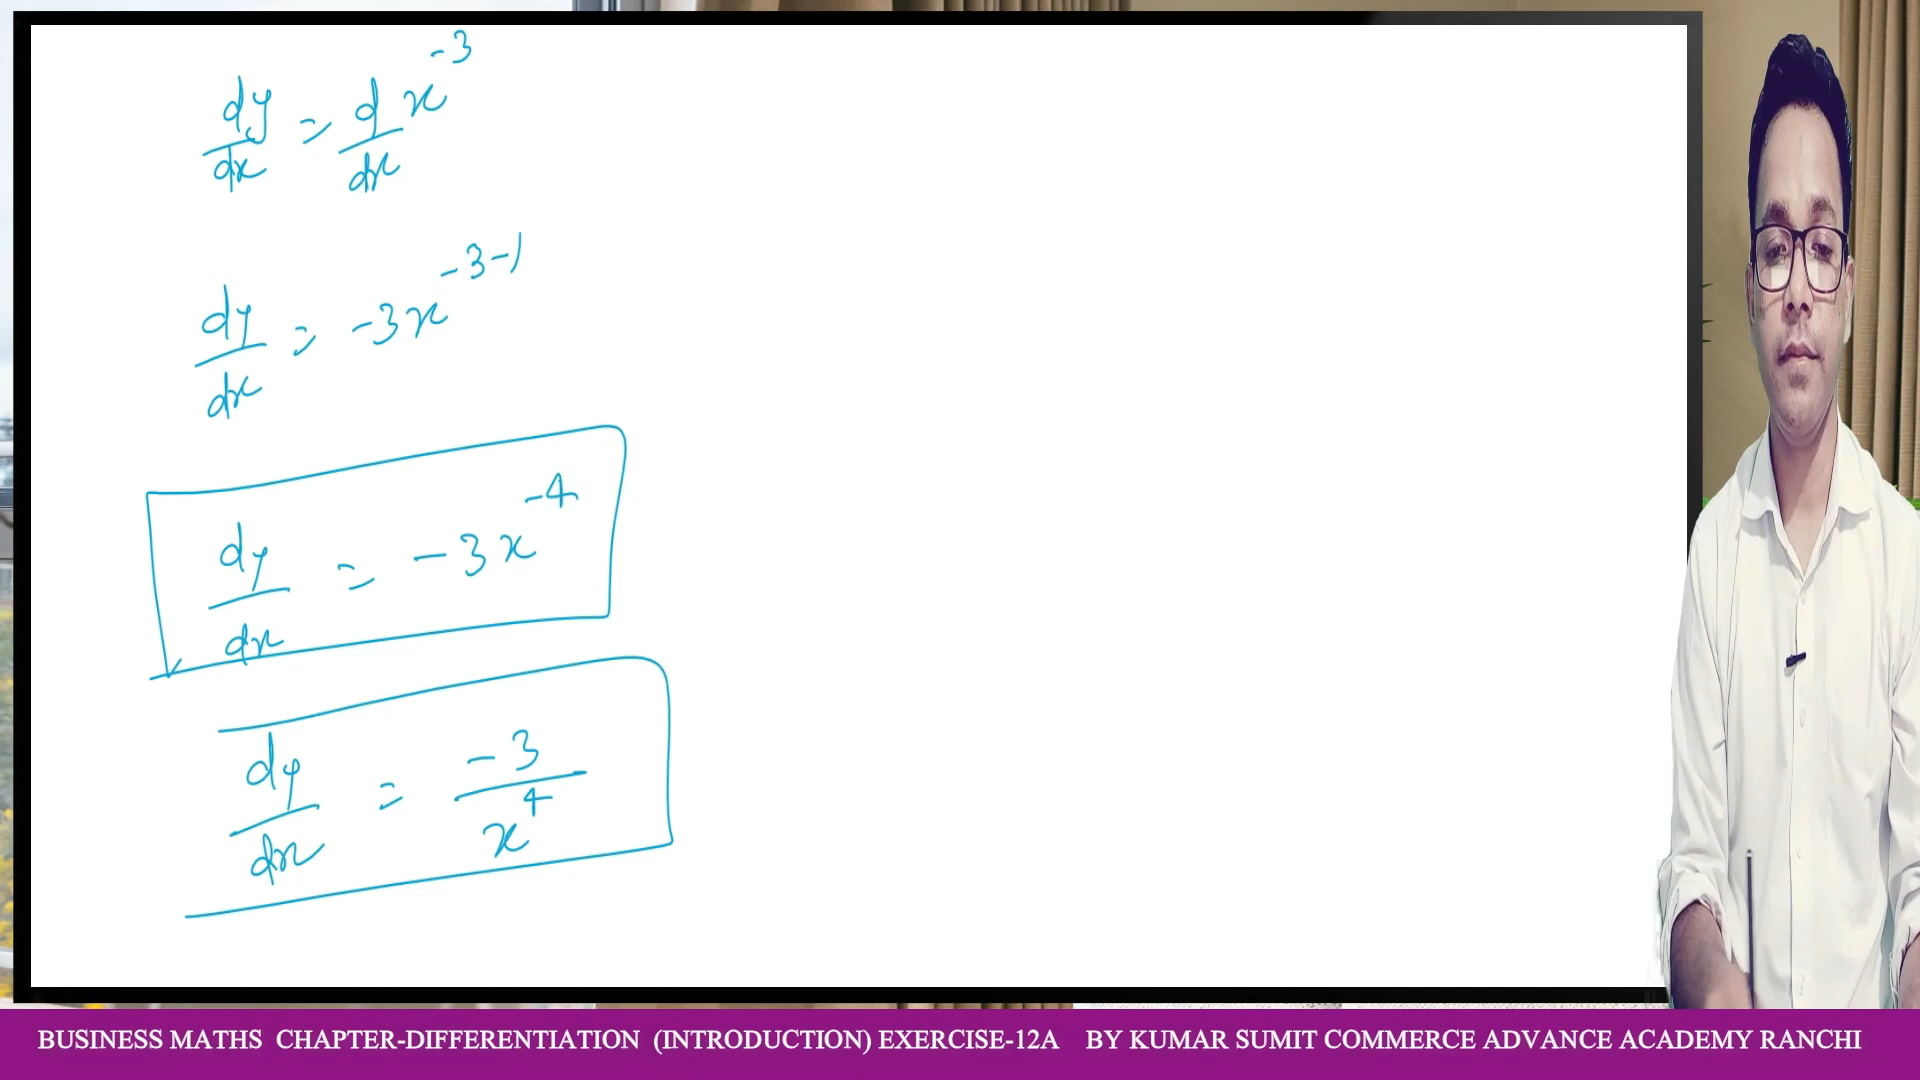 dy/dx = d/dx x^-3
dy/dx = -3x^-3-1
dy/dx = -3x^-4
dy/dx = -3/x^4
BUSINESS MATHS CHAPTER-DIFFERENTIATION (INTRODUCTION) EXERCISE-12A BY KUMAR SUMIT COMMERCE ADVANCE ACADEMY RANCHI